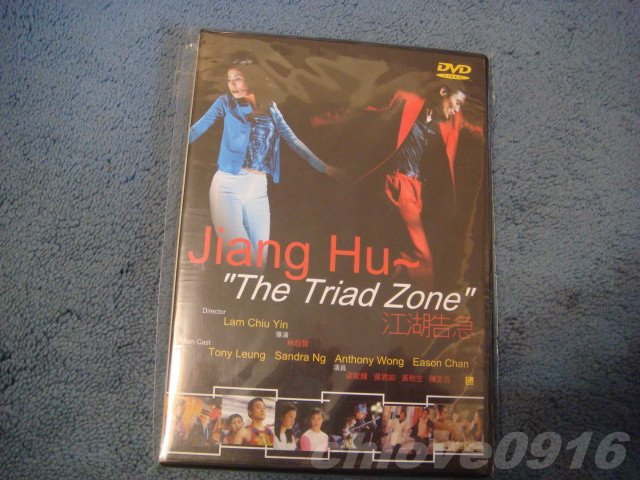 DVD
VIDEO
Jiang Hu~
"The Triad Zone"
江湖告急
Director
Lam Chiu Yin
導演
林超賢
Main Cast
Tony Leung Sandra Ng Anthony Wong Eason Chan
演員
梁家輝 吳君如 黃秋生 陳奕迅
chlove0916